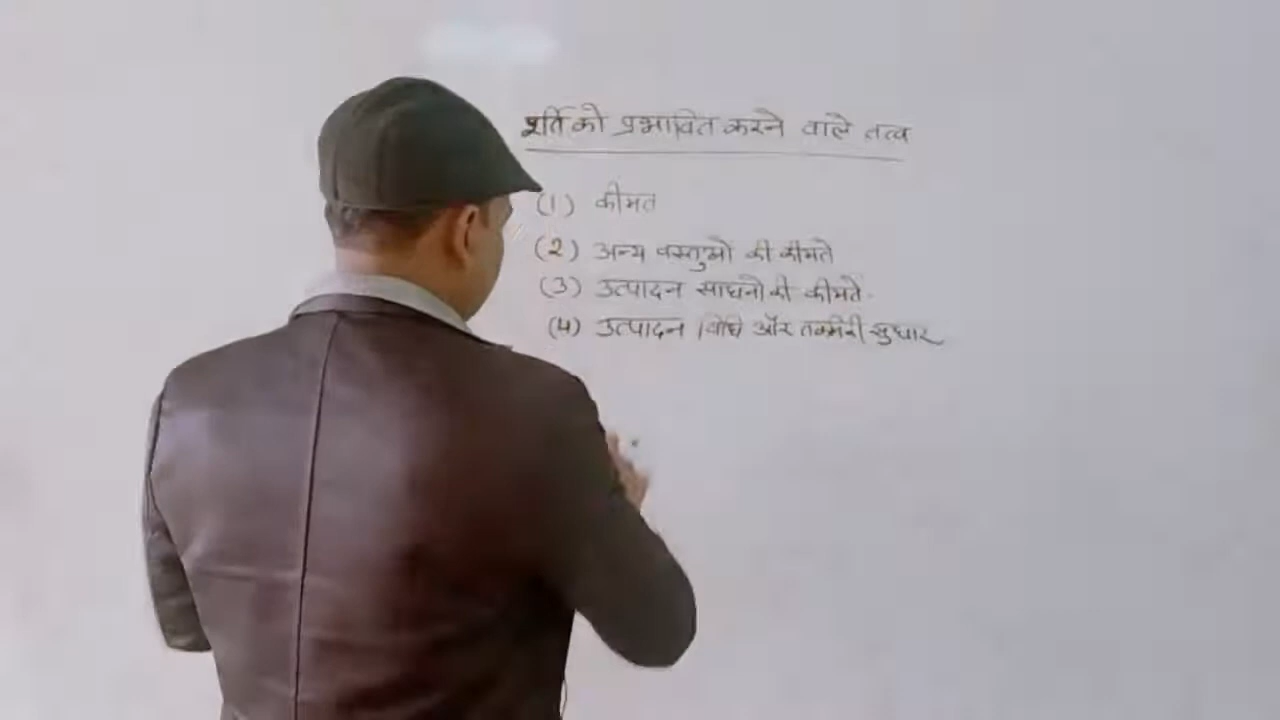 पूर्ति को प्रभावित करने वाले तत्व
(1) कीमत
(2) अन्य वस्तुओ की कीमते
(3) उत्पादन साधनो की कीमते.
(4) उत्पादन विधि और तकनीकी सुधार